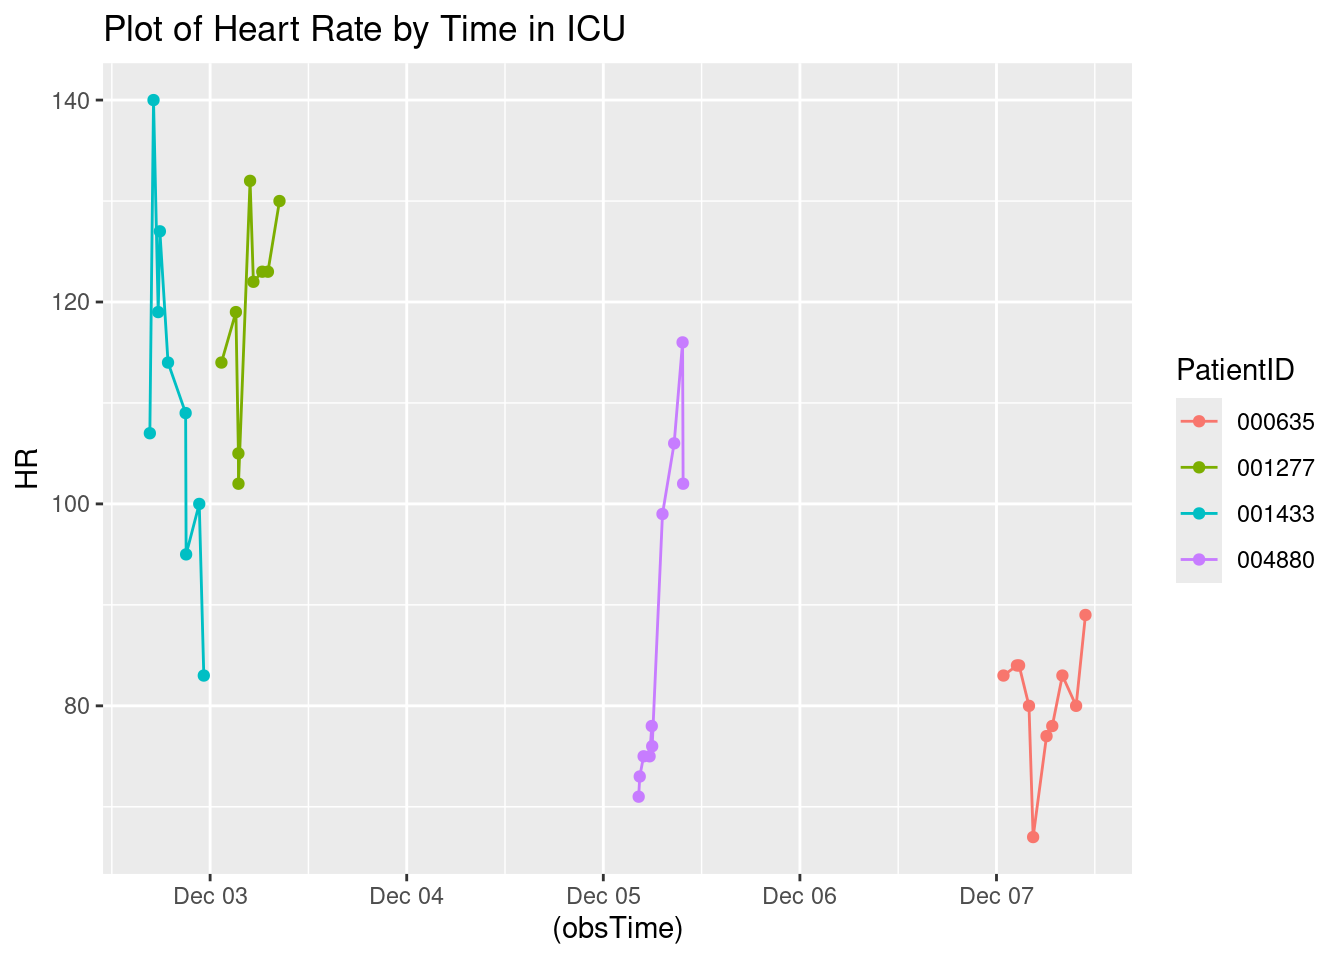 Plot of Heart Rate by Time in ICU
140
120
100
80
HR
Dec 03
Dec 04
Dec 05
Dec 06
Dec 07
(obsTime)
PatientID
000635
001277
001433
004880